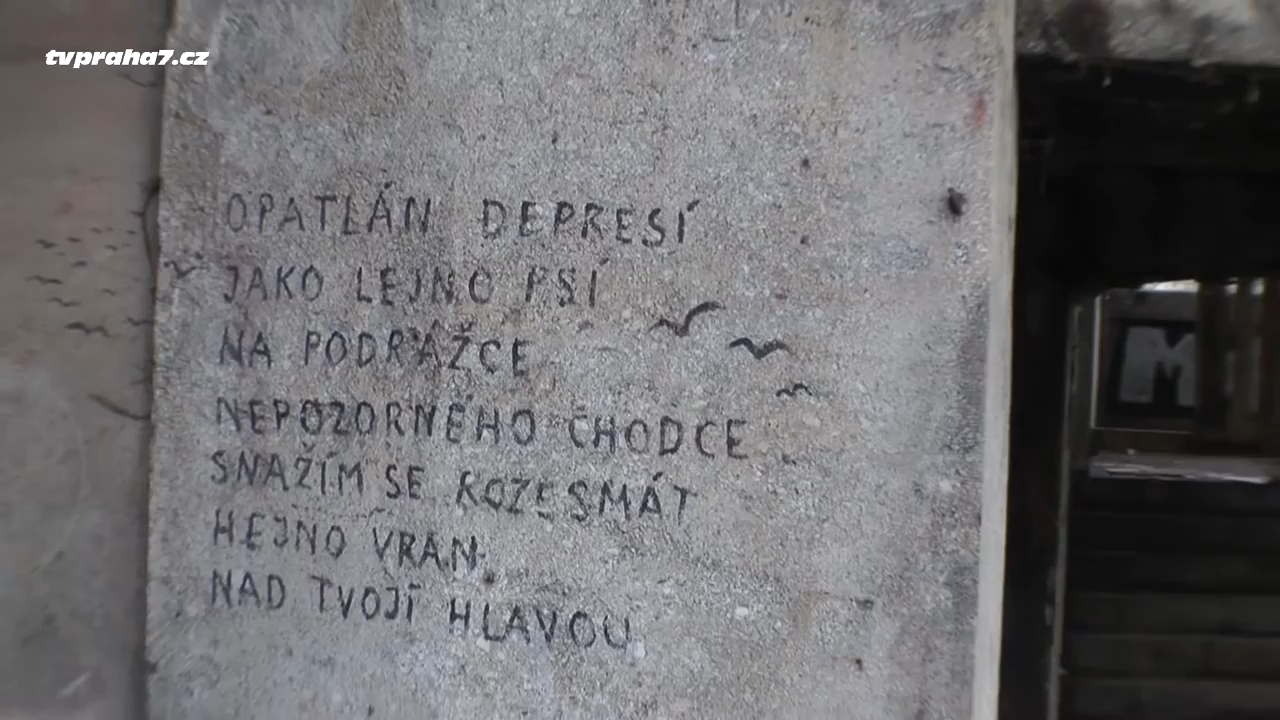 tvpraha7.cz
OPATLÁN DEPRESÍ
JAKO LEJNO PSÍ
NA PODRÁŽCE
NEPOZORNÉHO CHODCE
SNAŽÍM SE ROZESMÁT
HEJNO VRAN
NAD TVOJÍ HLAVOU
M